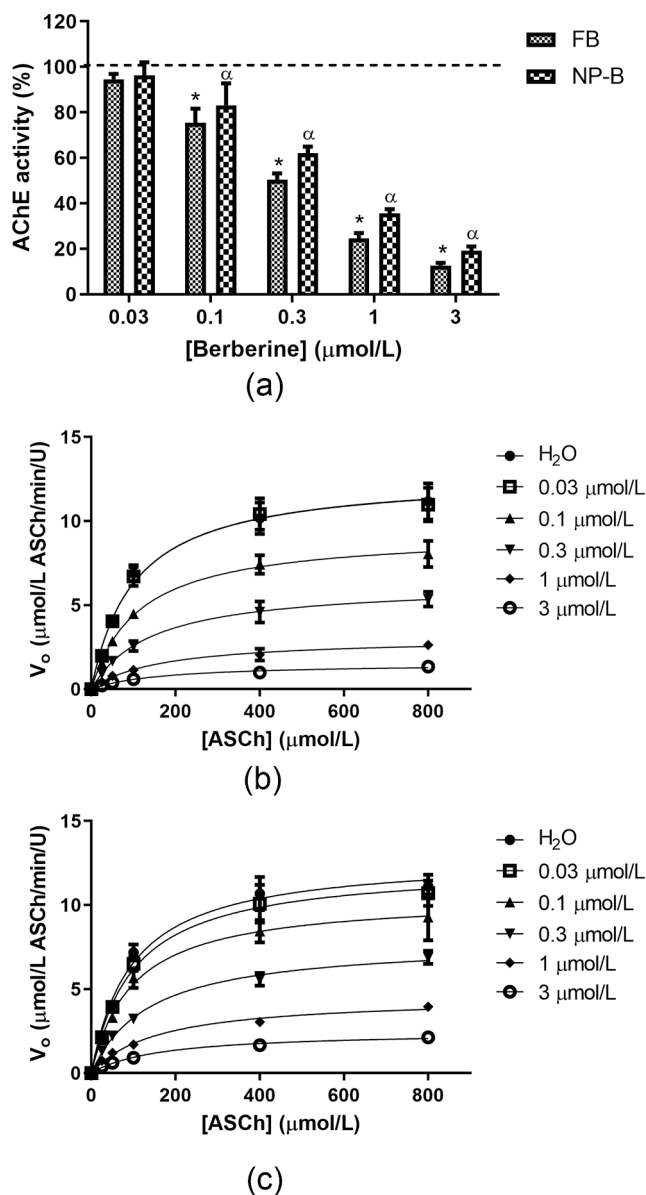 FB
NP-B
AChE activity (%)
120
100
80
60
40
20
0
* α
* α
* α
* α
0.03 0.1 0.3 1 3
[Berberine] (μmol/L)
(a)
Vo (μmol/L ASCh/min/U)
15
10
5
0
0 200 400 600 800
[ASCh] (μmol/L)
H2O
0.03 μmol/L
0.1 μmol/L
0.3 μmol/L
1 μmol/L
3 μmol/L
(b)
Vo (μmol/L ASCh/min/U)
15
10
5
0
0 200 400 600 800
[ASCh] (μmol/L)
H2O
0.03 μmol/L
0.1 μmol/L
0.3 μmol/L
1 μmol/L
3 μmol/L
(c)